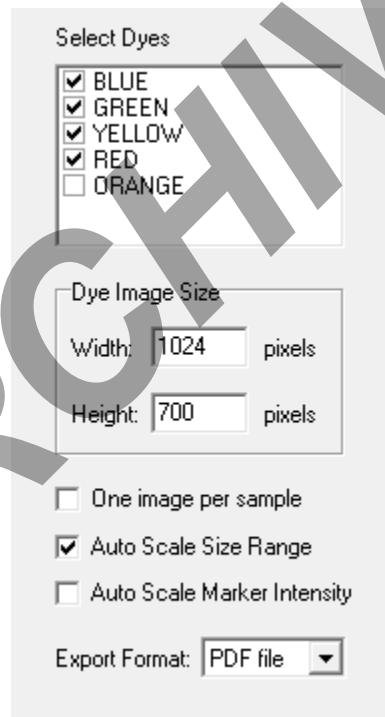 Select Dyes
BLUE
GREEN
YELLOW
RED
ORANGE
Dye Image Size
Width: 1024 pixels
Height: 700 pixels
One image per sample
Auto Scale Size Range
Auto Scale Marker Intensity
Export Format: PDF file